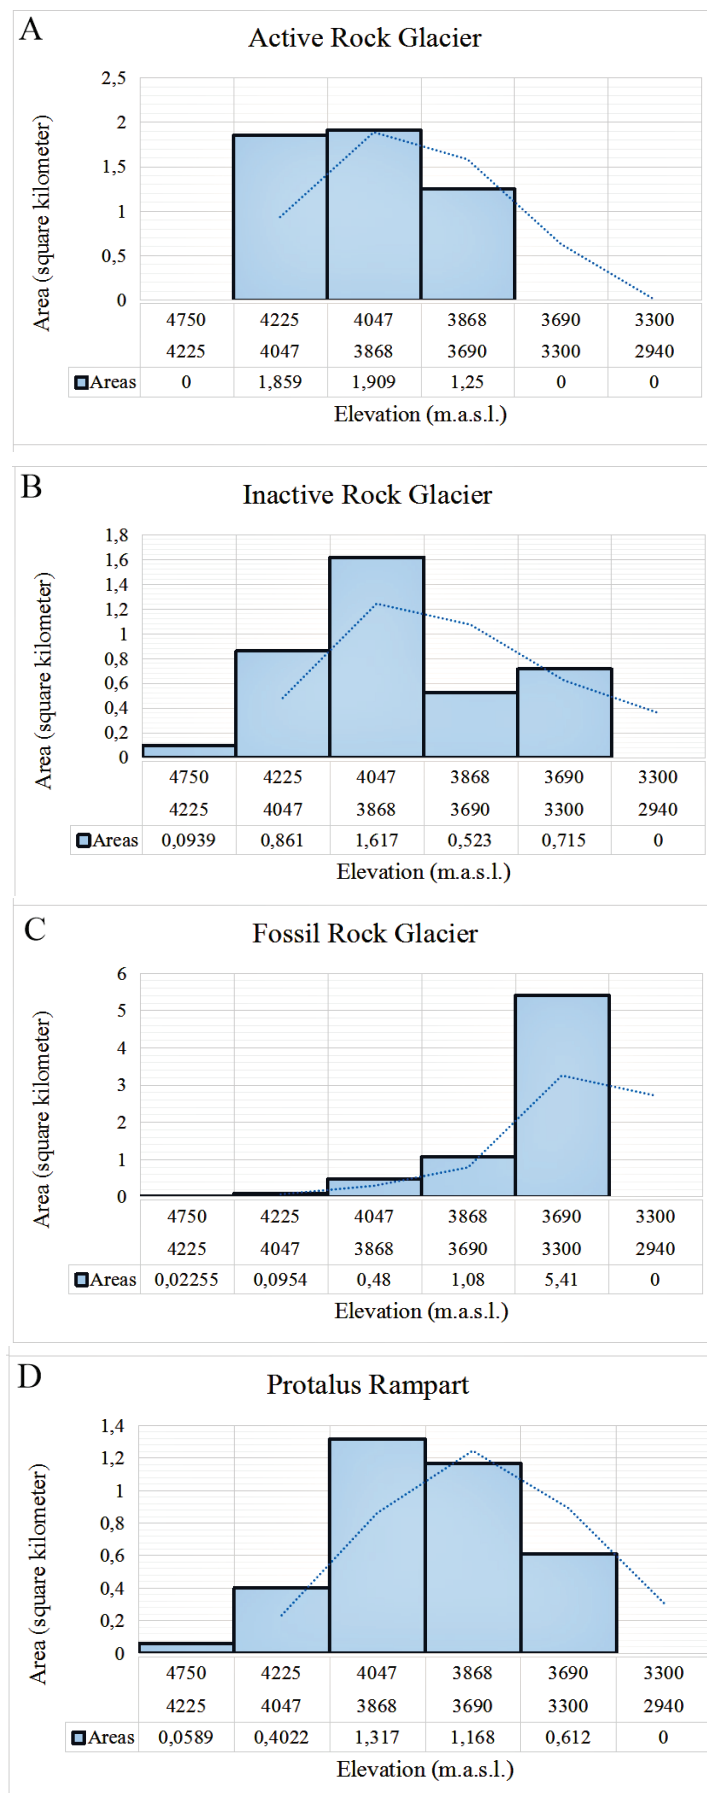 A
Active Rock Glacier
Area (square kilometer)
2,5
2
1,5
1
0,5
0
4750 4225 4047 3868 3690 3300
4225 4047 3868 3690 3300 2940
Areas 0 1,859 1,909 1,25 0 0
Elevation (m.a.s.l.)
B
Inactive Rock Glacier
Area (square kilometer)
1,8
1,6
1,4
1,2
1
0,8
0,6
0,4
0,2
0
4750 4225 4047 3868 3690 3300
4225 4047 3868 3690 3300 2940
Areas 0,0939 0,861 1,617 0,523 0,715 0
Elevation (m.a.s.l.)
C
Fossil Rock Glacier
Area (square kilometer)
6
5
4
3
2
1
0
4750 4225 4047 3868 3690 3300
4225 4047 3868 3690 3300 2940
Areas 0,02255 0,0954 0,48 1,08 5,41 0
Elevation (m.a.s.l.)
D
Protalus Rampart
Area (square kilometer)
1,4
1,2
1
0,8
0,6
0,4
0,2
0
4750 4225 4047 3868 3690 3300
4225 4047 3868 3690 3300 2940
Areas 0,0589 0,4022 1,317 1,168 0,612 0
Elevation (m.a.s.l.)